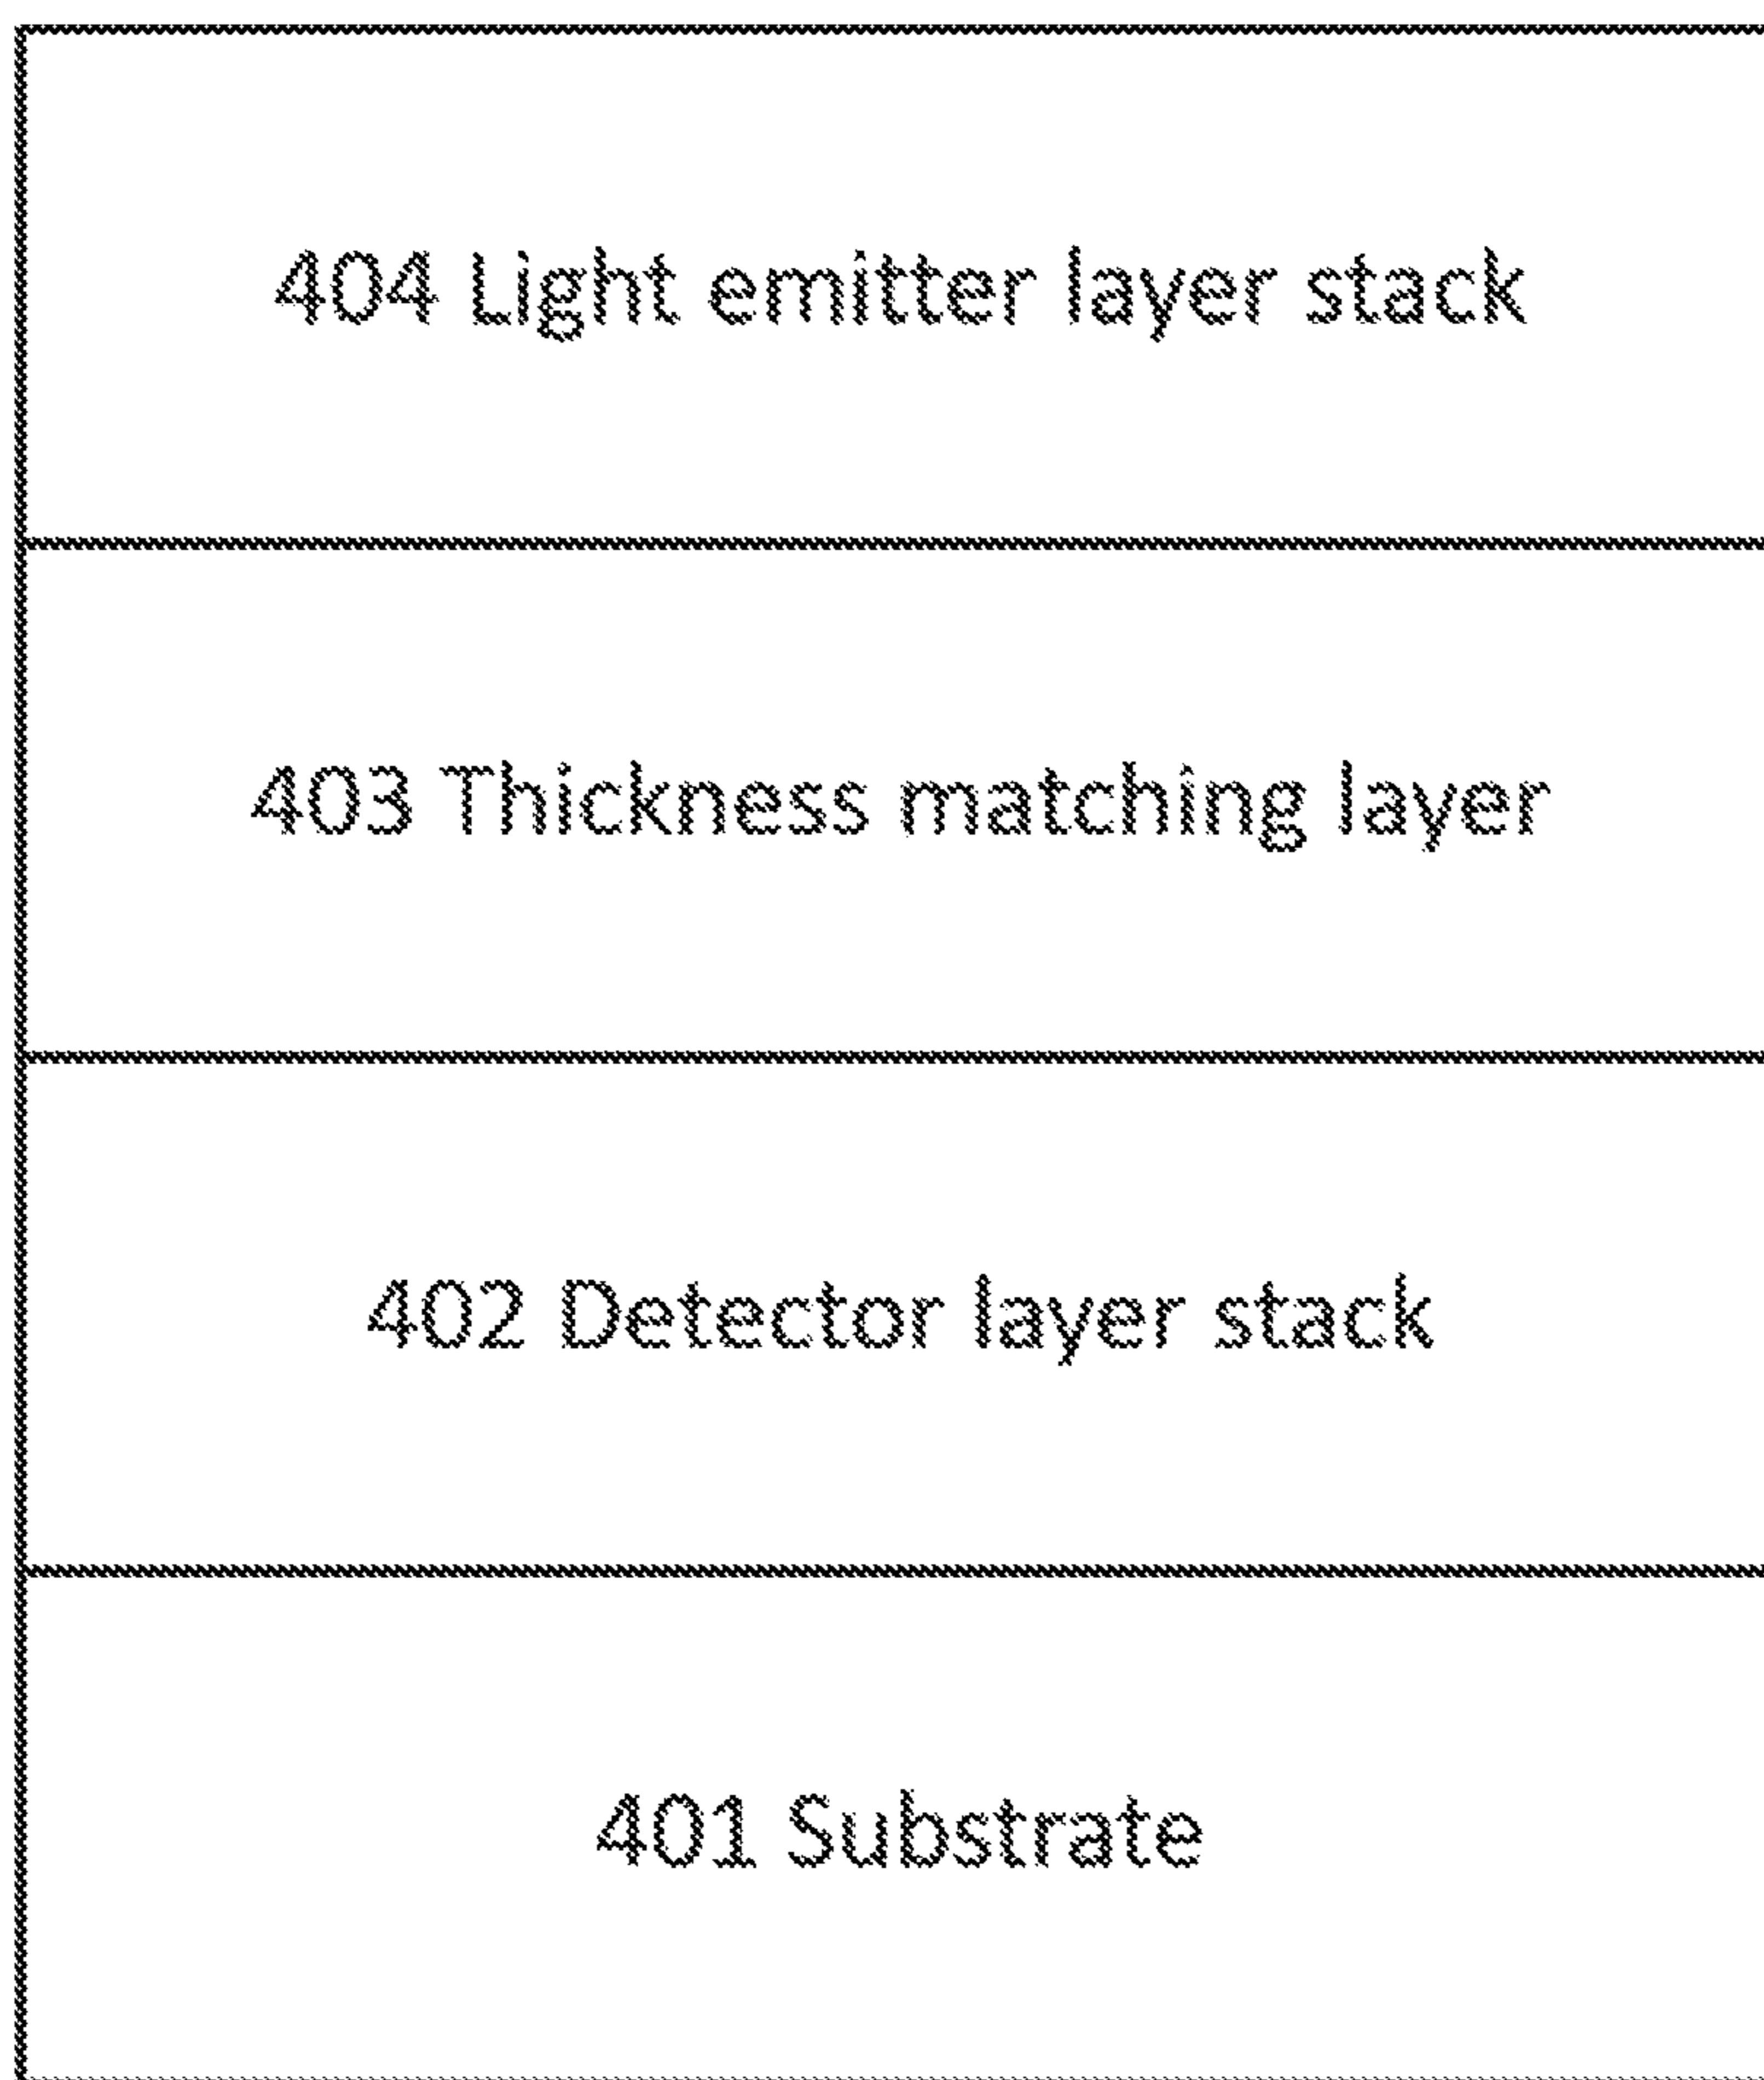 404 Light emitter layer stack
403 Thickness matching layer
402 Detector layer stack
401 Substrate